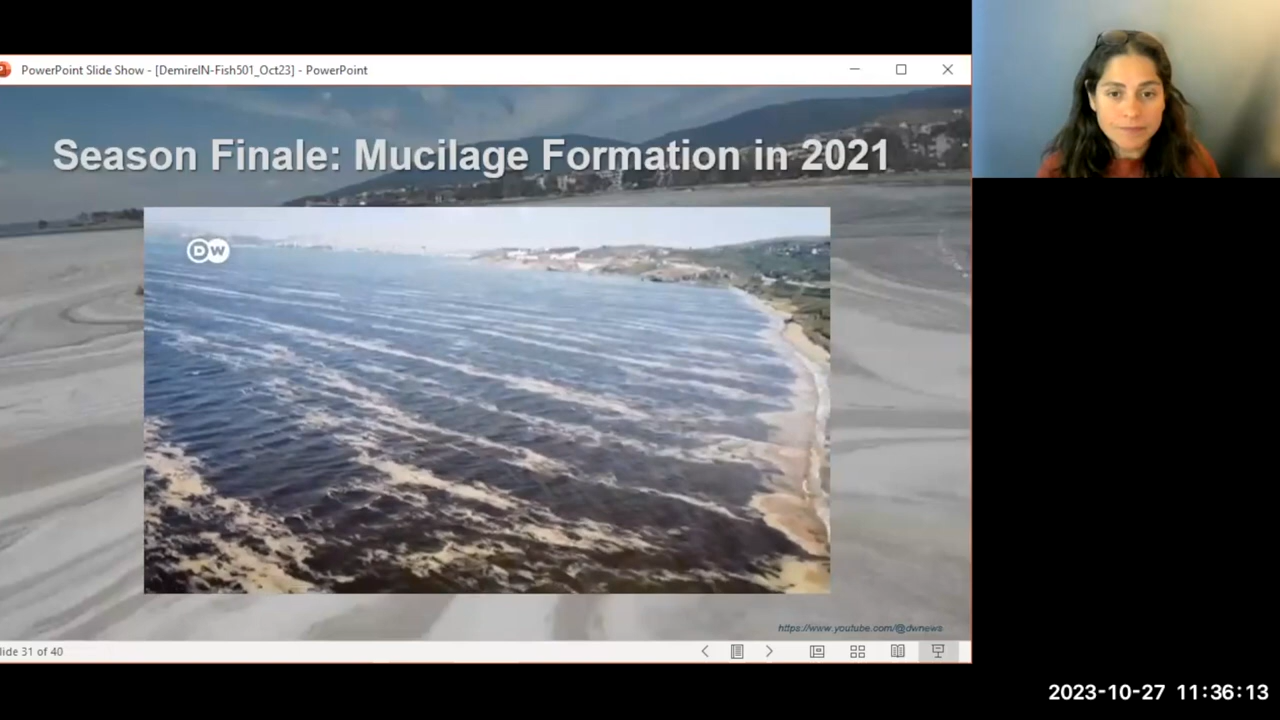 PowerPoint Slide Show - [DemirelN-Fish501_Oct23] - PowerPoint
Season Finale: Mucilage Formation in 2021
DW
https://www.youtube.com/@dwnews
lide 31 of 40
2023-10-27 11:36:13